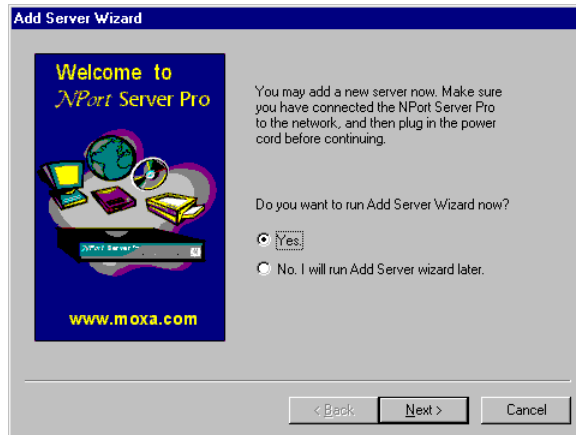 Add Server Wizard
Welcome to
NPort Server Pro
You may add a new server now. Make sure
you have connected the NPort Server Pro
to the network, and then plug in the power
cord before continuing.
Do you want to run Add Server Wizard now?
Yes.
No. I will run Add Server wizard later.
NPort Server
www.moxa.com
< Back
Next >
Cancel